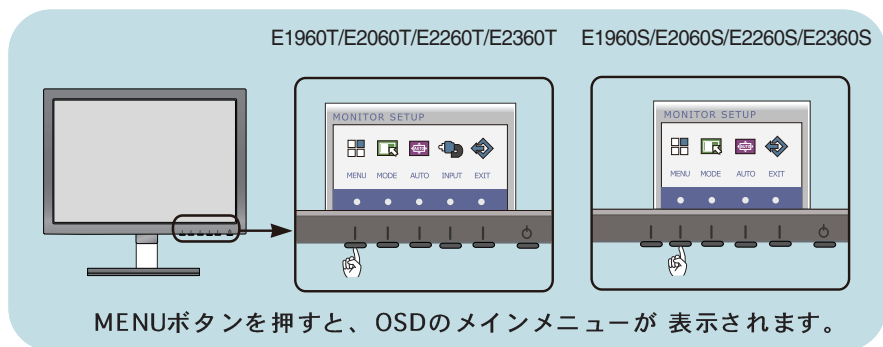 E1960T/E2060T/E2260T/E2360T E1960S/E2060S/E2260S/E2360S
MONITOR SETUP
MENU MODE AUTO INPUT EXIT
MONITOR SETUP
MENU MODE AUTO EXIT
MENUボタンを押すと、OSDのメインメニューが 表示されます。